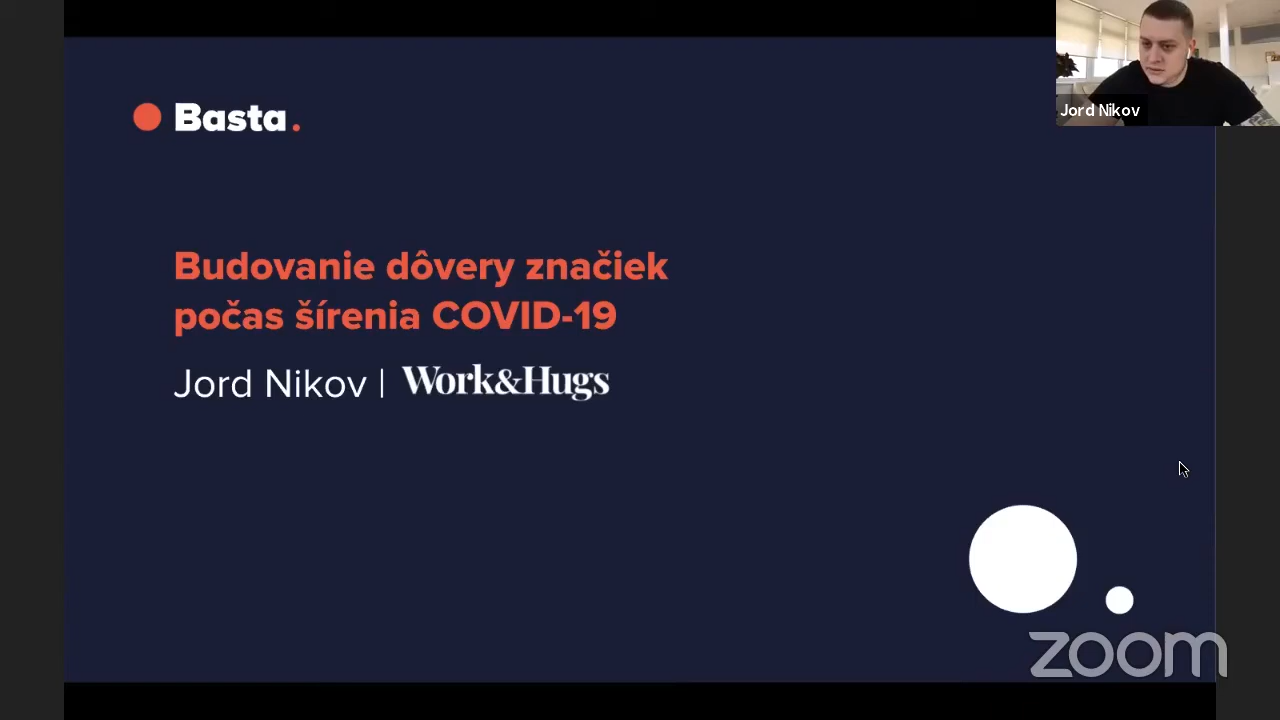 Basta.
Jord Nikov
Budovanie dôvery značiek
počas šírenia COVID-19
Jord Nikov | Work&Hugs
zoom